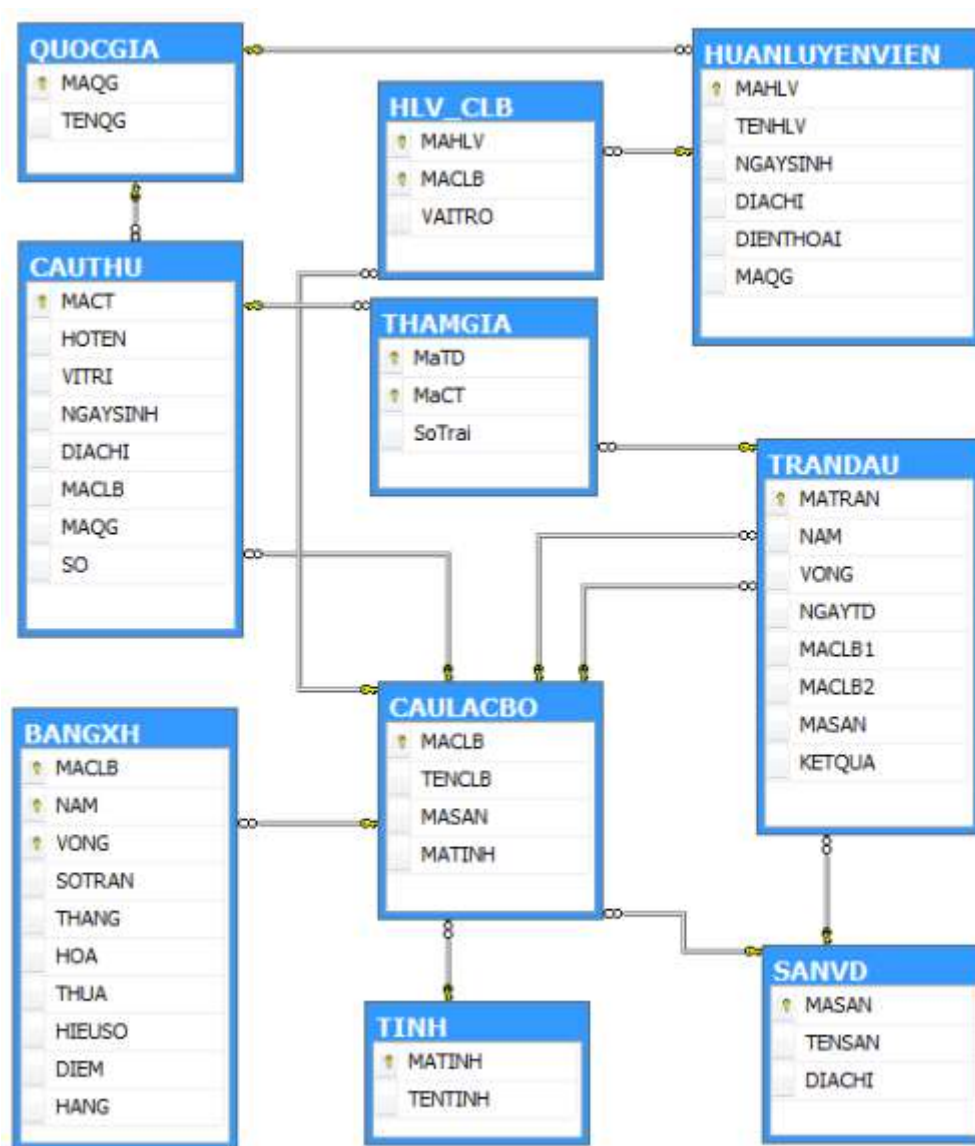 QUOCGIA
MAQG
TENQG
HUANLUYENVIEN
MAHLV
TENHLV
NGAYSINH
DIACHI
DIENTHOAI
MAQG
HLV_CLB
MAHLV
MACLB
VAITRO
CAUTHU
MACT
HOTEN
VITRI
NGAYSINH
DIACHI
MACLB
MAQG
SO
THAMGIA
MaTD
MaCT
SoTrai
TRANDAU
MATRAN
NAM
VONG
NGAYTD
MACLB1
MACLB2
MASAN
KETQUA
CAULACBO
MACLB
TENCLB
MASAN
MATINH
BANGXH
MACLB
NAM
VONG
SOTRAN
THANG
HOA
THUA
HIEUSO
DIEM
HANG
TINH
MATINH
TENTINH
SANVD
MASAN
TENSAN
DIACHI